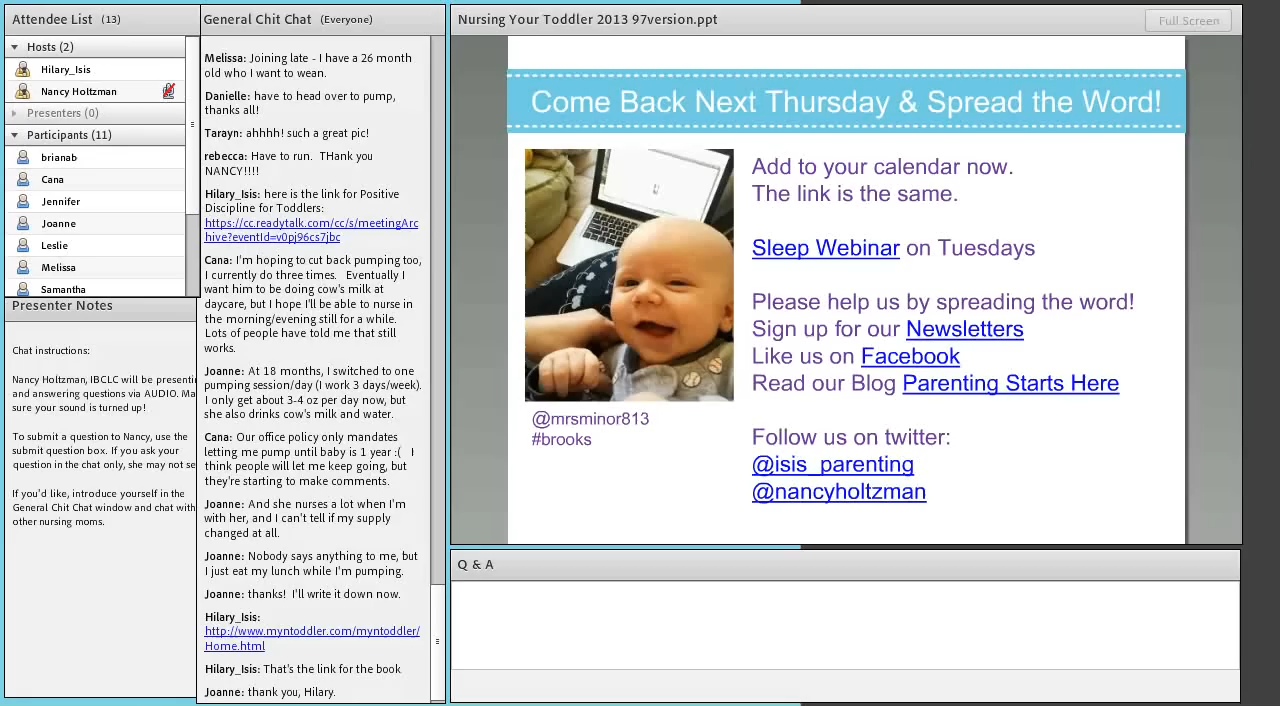 Attendee List (13)
Hosts (2)
Hilary_Isis
Nancy Holtzman
Presenters (0)
Participants (11)
brianab
Cana
Jennifer
Joanne
Leslie
Melissa
Samantha
Presenter Notes
Chat instructions:
Nancy Holtzman, IBCLC will be presenti
and answering questions via AUDIO. Ma
sure your sound is turned up!
To submit a question to Nancy, use the
submit question box. If you ask your
question in the chat only, she may not se
If you'd like, introduce yourself in the
General Chit Chat window and chat with
other nursing moms.
General Chit Chat (Everyone)
Melissa: Joining late - I have a 26 month
old who I want to wean.
Danielle: have to head over to pump,
thanks all!
Tarayn: ahhhh! such a great pic!
rebecca: Have to run. THank you
NANCY!!!!
Hilary_Isis: here is the link for Positive
Discipline for Toddlers:
https://cc.readytalk.com/cc/s/meetingArc
hive?eventId=v0pj96cs7jbc
Cana: I'm hoping to cut back pumping too,
I currently do three times. Eventually I
want him to be doing cow's milk at
daycare, but I hope I'll be able to nurse in
the morning/evening still for a while.
Lots of people have told me that still
works.
Joanne: At 18 months, I switched to one
pumping session/day (I work 3 days/week).
I only get about 3-4 oz per day now, but
she also drinks cow's milk and water.
Cana: Our office policy only mandates
letting me pump until baby is 1 year :( I
think people will let me keep going, but
they're starting to make comments.
Joanne: And she nurses a lot when I'm
with her, and I can't tell if my supply
changed at all.
Joanne: Nobody says anything to me, but
I just eat my lunch while I'm pumping.
Joanne: thanks! I'll write it down now.
Hilary_Isis:
http://www.myntoddler.com/myntoddler/
Home.html
Hilary_Isis: That's the link for the book
Joanne: thank you, Hilary.
Nursing Your Toddler 2013 97version.ppt
Full Screen
Come Back Next Thursday & Spread the Word!
Add to your calendar now.
The link is the same.
Sleep Webinar on Tuesdays
Please help us by spreading the word!
Sign up for our Newsletters
Like us on Facebook
Read our Blog Parenting Starts Here
@mrsminor813
#brooks
Follow us on twitter:
@isis_parenting
@nancyholtzman
Q & A